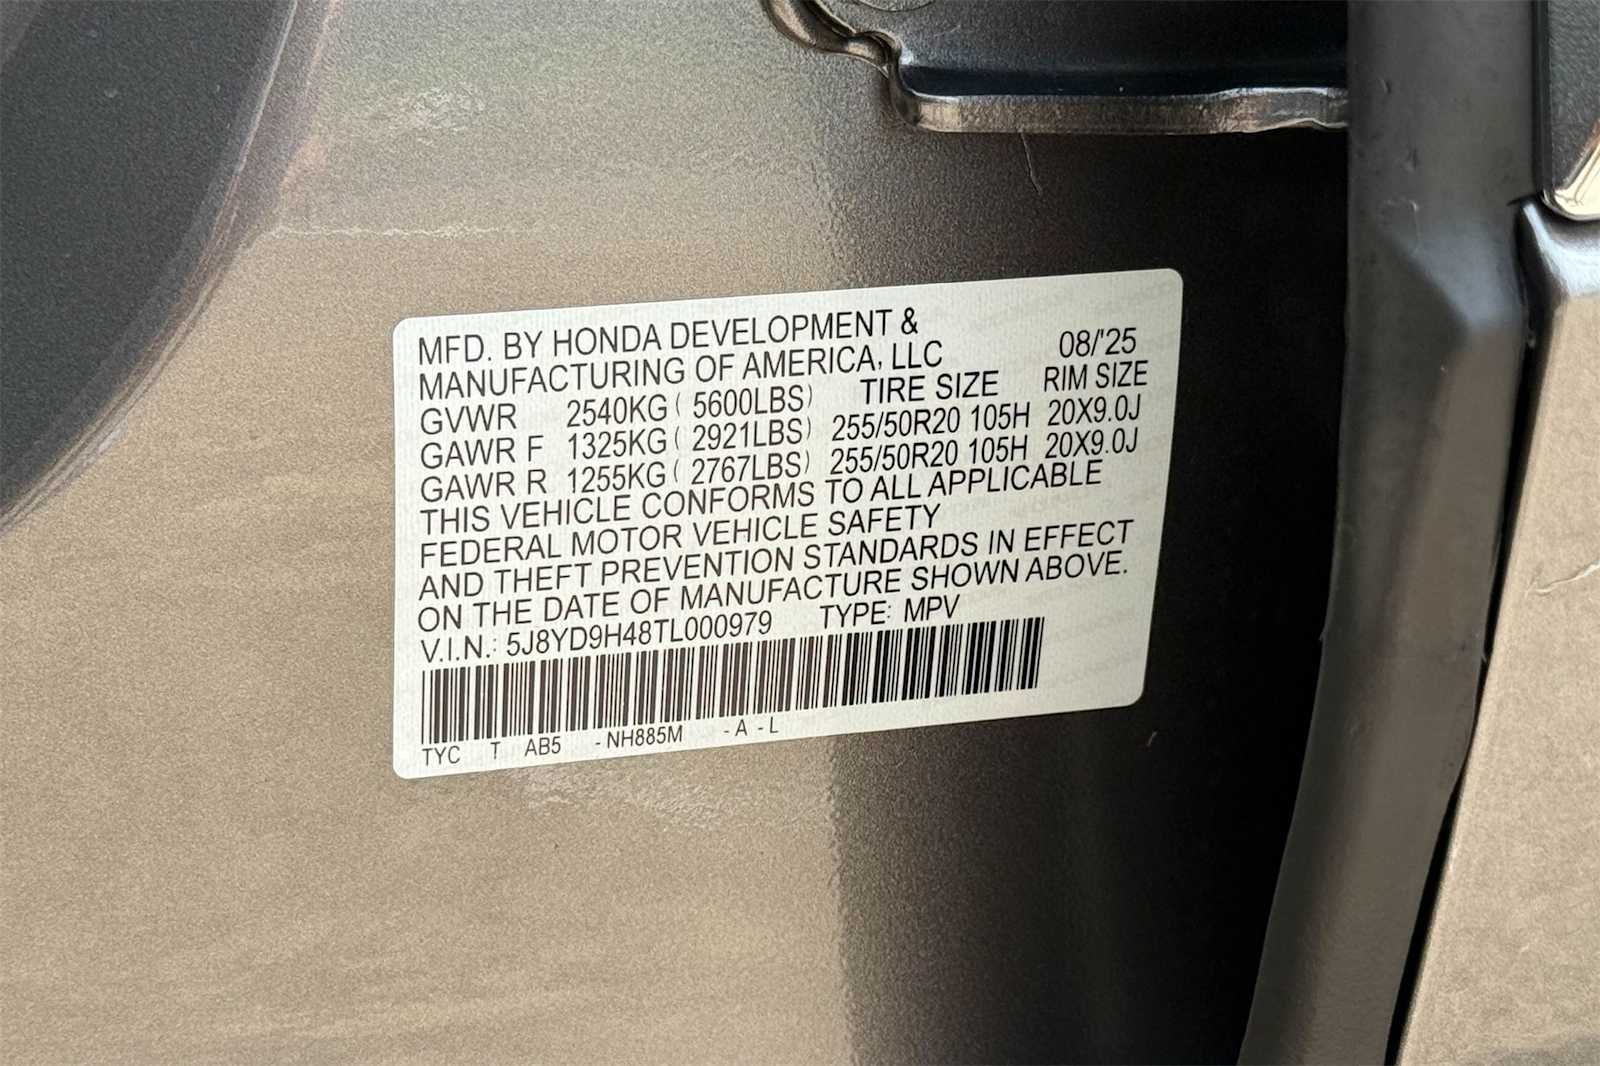 MFD. BY HONDA DEVELOPMENT &
MANUFACTURING OF AMERICA, LLC 08/'25
GVWR 2540KG ( 5600LBS) TIRE SIZE RIM SIZE
GAWR F 1325KG ( 2921LBS) 255/50R20 105H 20X9.0J
GAWR R 1255KG ( 2767LBS) 255/50R20 105H 20X9.0J
THIS VEHICLE CONFORMS TO ALL APPLICABLE
FEDERAL MOTOR VEHICLE SAFETY
AND THEFT PREVENTION STANDARDS IN EFFECT
ON THE DATE OF MANUFACTURE SHOWN ABOVE.
V.I.N.: 5J8YD9H48TL000979 TYPE: MPV
TYC T AB5 -NH885M -A -L